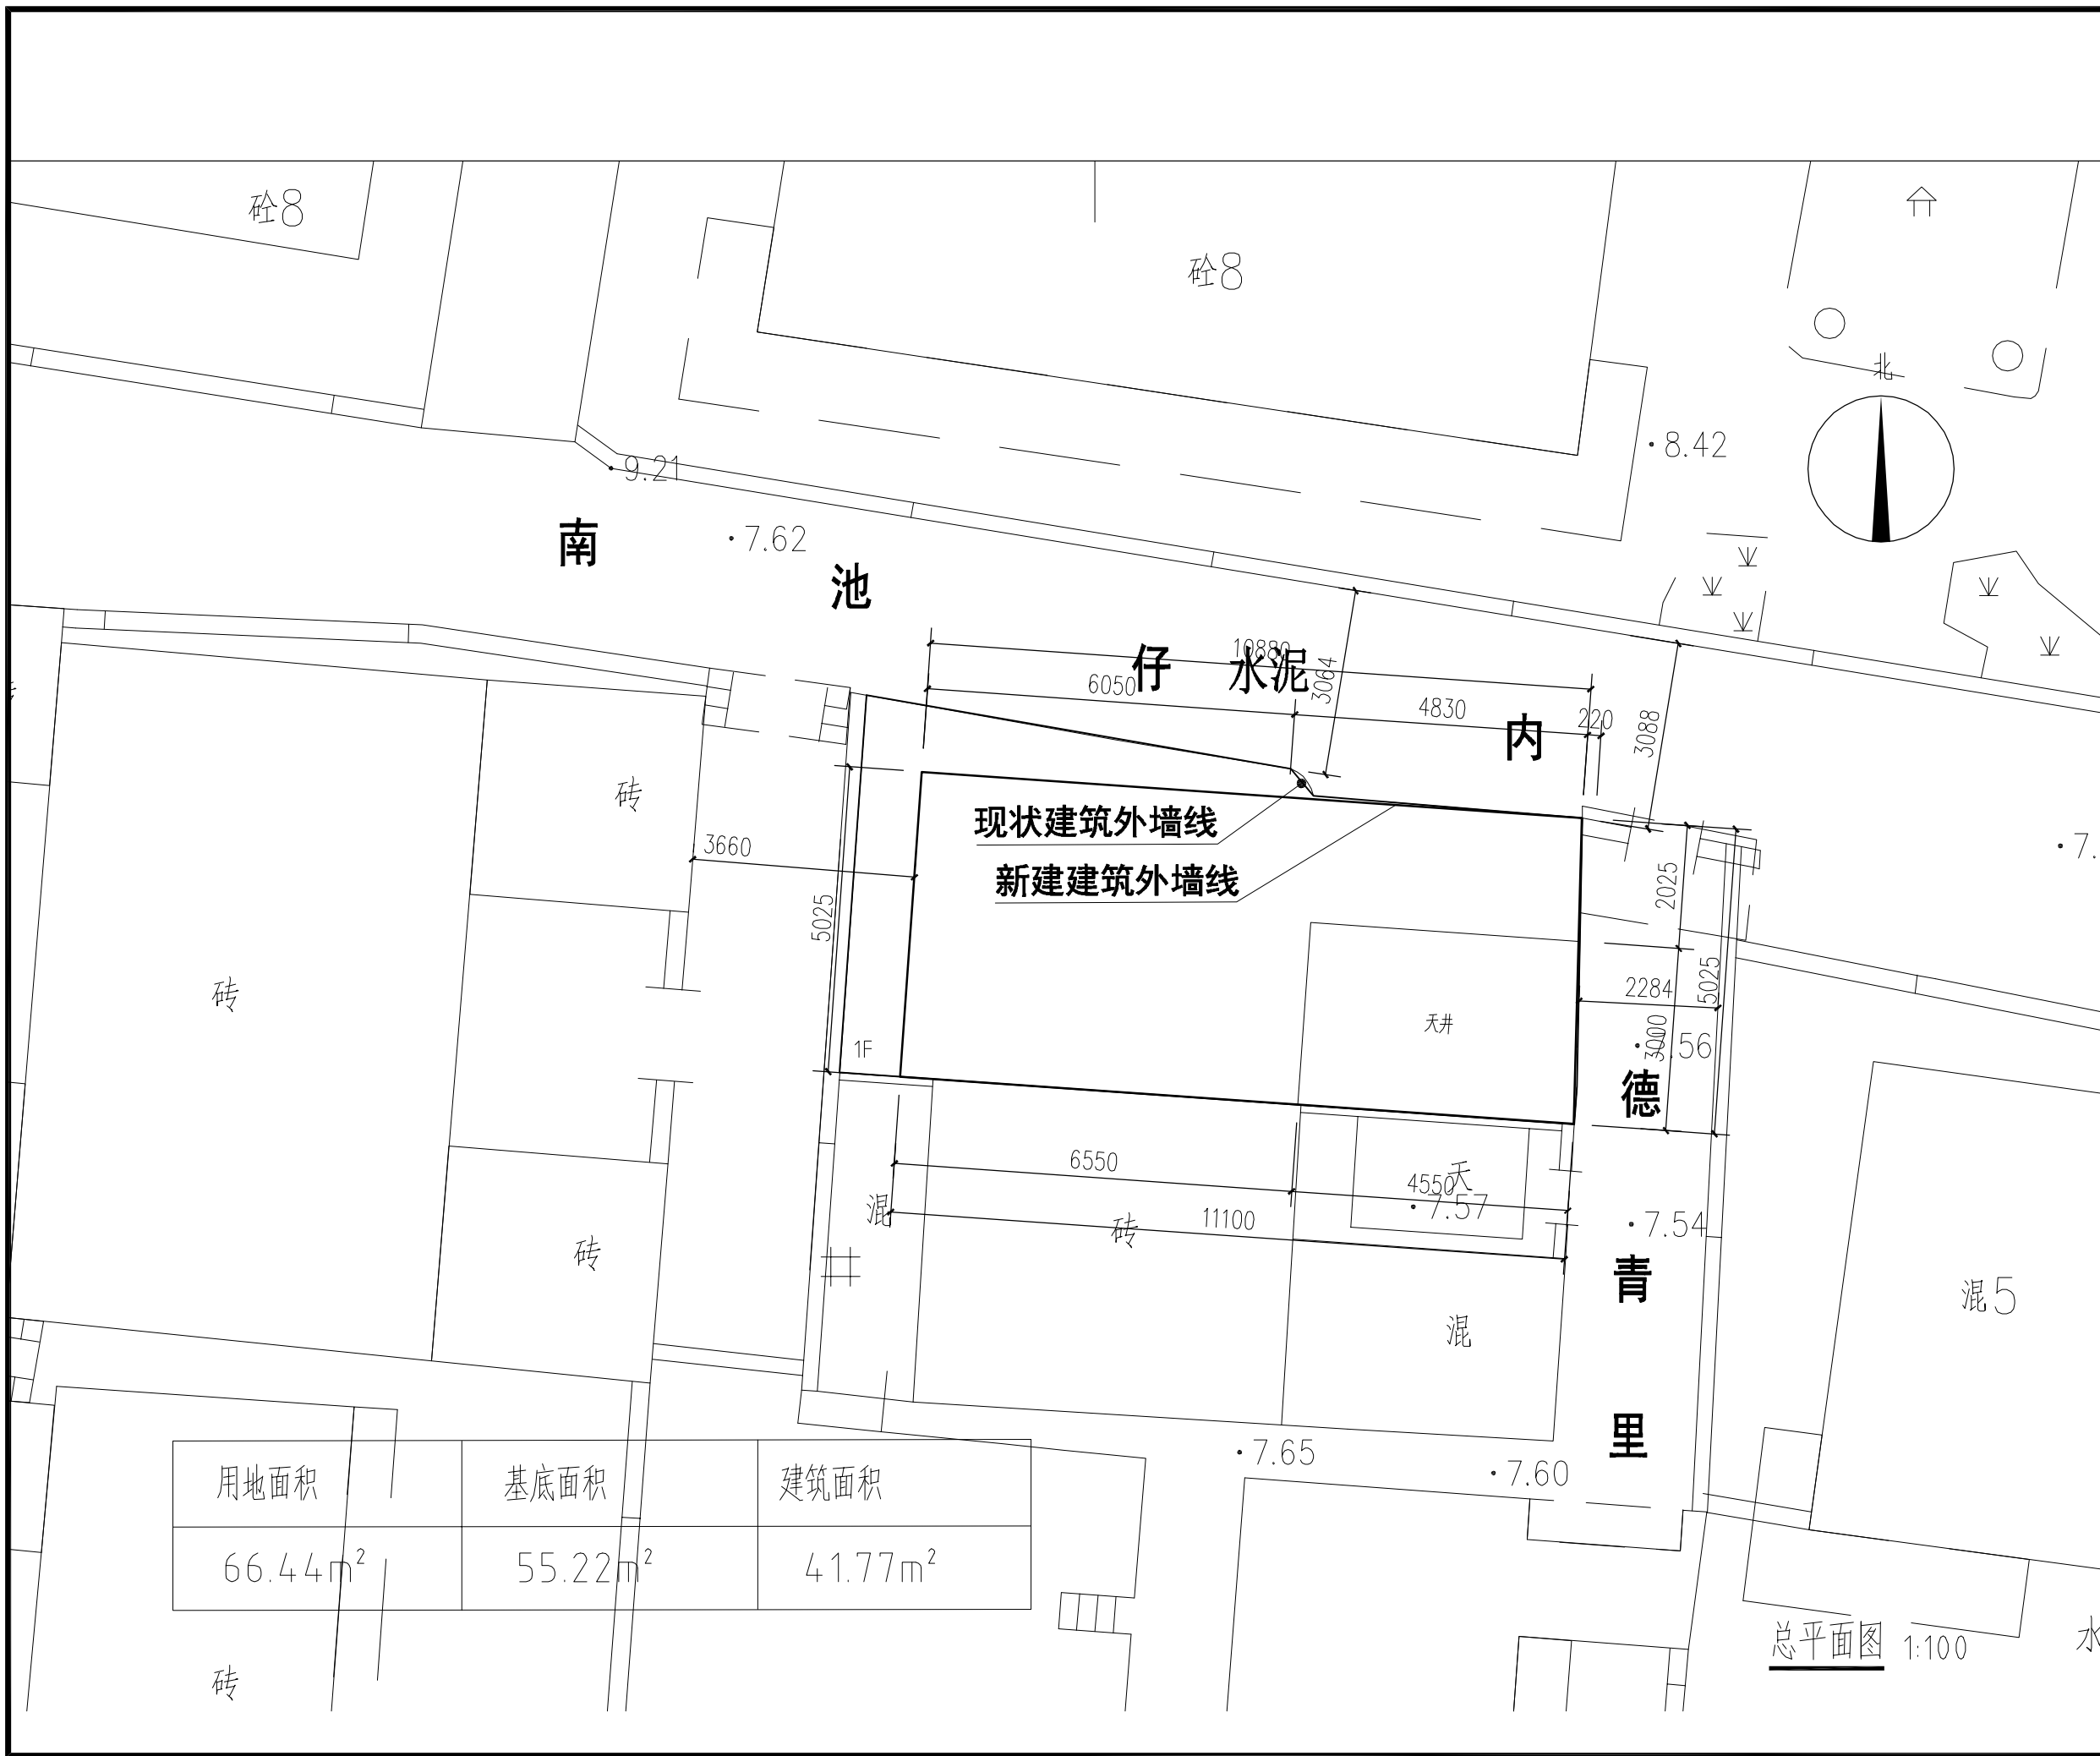 砼8
砼8
北
8.42
9.21
南
7.62
池
仔
水泥
10880
3064
6050
4830
220
内
3088
砖
现状建筑外墙线
3660
新建建筑外墙线
5025
2025
7.
砖
天井
2284
5025
3000
.56
1F
德
6550
4550
天
7.57
混
11100
砖
7.54
砖
青
混5
混
里
7.65
7.60
用地面积 基底面积 建筑面积
66.44m² 55.22m² 41.77m²
总平面图 1:100
水
砖